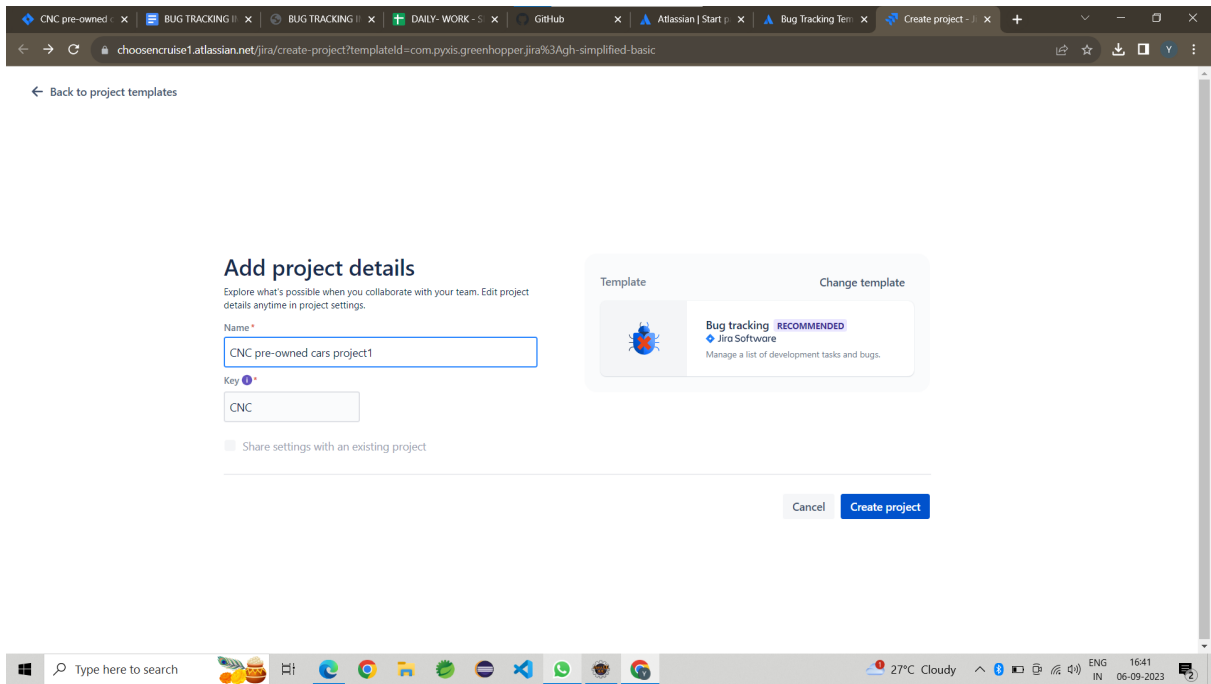 CNC pre-owned c
BUG TRACKING I
BUG TRACKING I
DAILY- WORK - S
GitHub
Atlassian | Start p
Bug Tracking Tem
Create project - J
choosencruise1.atlassian.net/jira/create-project?templateId=com.pyxis.greenhopper.jira%3Agh-simplified-basic
Y
Back to project templates
Add project details
Explore what's possible when you collaborate with your team. Edit project
details anytime in project settings.
Name *
CNC pre-owned cars project1
Key i *
CNC
Share settings with an existing project
Template
Change template
Bug tracking RECOMMENDED
Jira Software
Manage a list of development tasks and bugs.
Cancel
Create project
Type here to search
27°C Cloudy
ENG
IN
16:41
06-09-2023
2